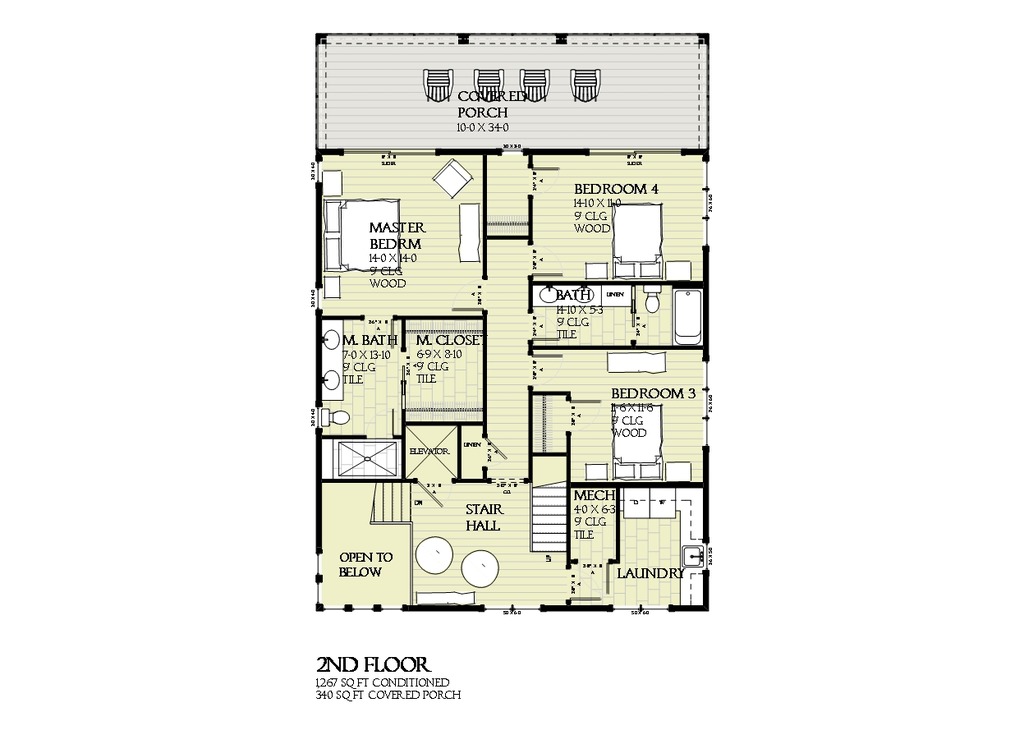 COVERED
PORCH
10-0 X 34-0
SLIDER
SLIDER
MASTER
BEDRM
14-0 X 14-0
9' CLG
WOOD
BEDROOM 4
14-10 X 11-0
9' CLG
WOOD
BATH
14-10 X 5-3
9' CLG
TILE
LINEN
M. BATH
7-0 X 13-10
9' CLG
TILE
M. CLOSET
6-9 X 8-10
9' CLG
TILE
BEDROOM 3
11-6 X 11-6
9' CLG
WOOD
ELEVATOR
LINEN
STAIR
HALL
MECH
4-0 X 6-3
9' CLG
TILE
OPEN TO
BELOW
LAUNDRY
2ND FLOOR
1,267 SQ FT CONDITIONED
340 SQ FT COVERED PORCH